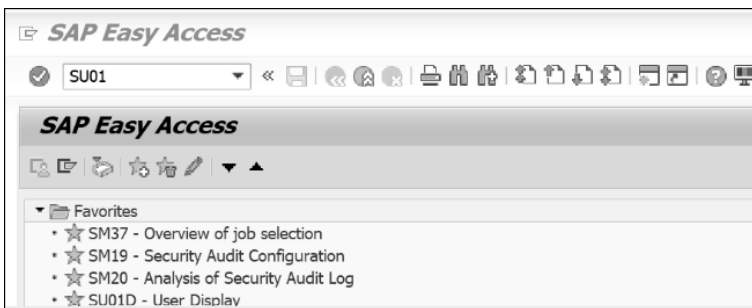 SAP Easy Access
SU01
SAP Easy Access
Favorites
SM37 - Overview of job selection
SM19 - Security Audit Configuration
SM20 - Analysis of Security Audit Log
SU01D - User Display